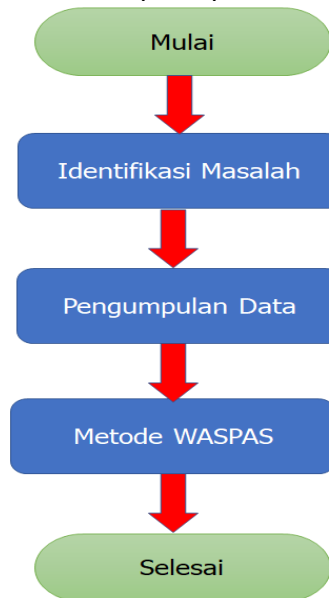 Mulai
Identifikasi Masalah
Pengumpulan Data
Metode WASPAS
Selesai